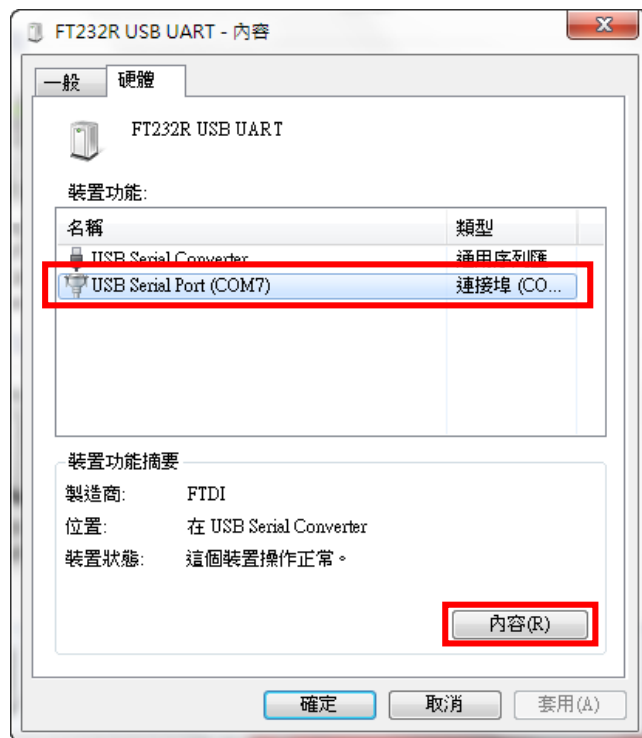 FT232R USB UART - 內容
一般 硬體
FT232R USB UART
裝置功能:
名稱 類型
USB Serial Converter 通用序列匯
USB Serial Port (COM7) 連接埠 (CO...
裝置功能摘要
製造商: FTDI
位置: 在 USB Serial Converter
裝置狀態: 這個裝置操作正常。
內容(R)
確定 取消 套用(A)